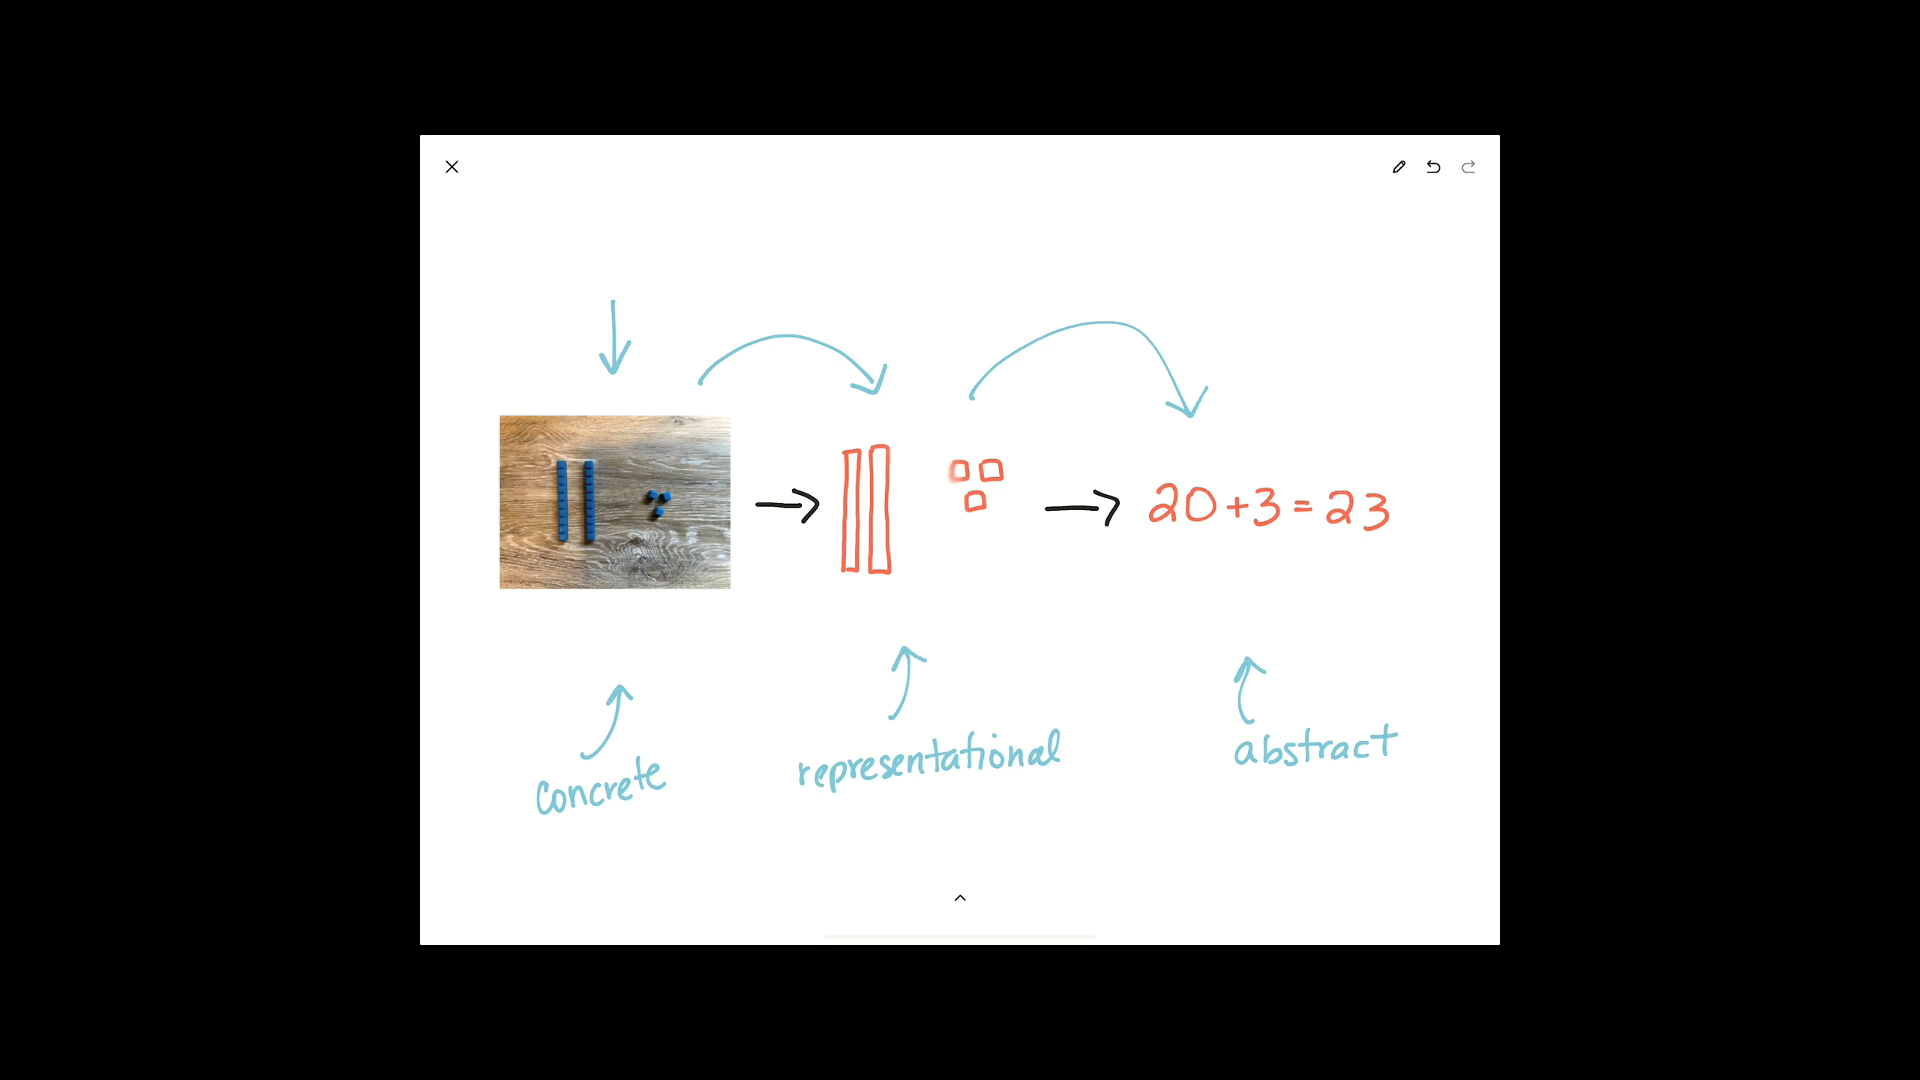 20+3=23
concrete
representational
abstract